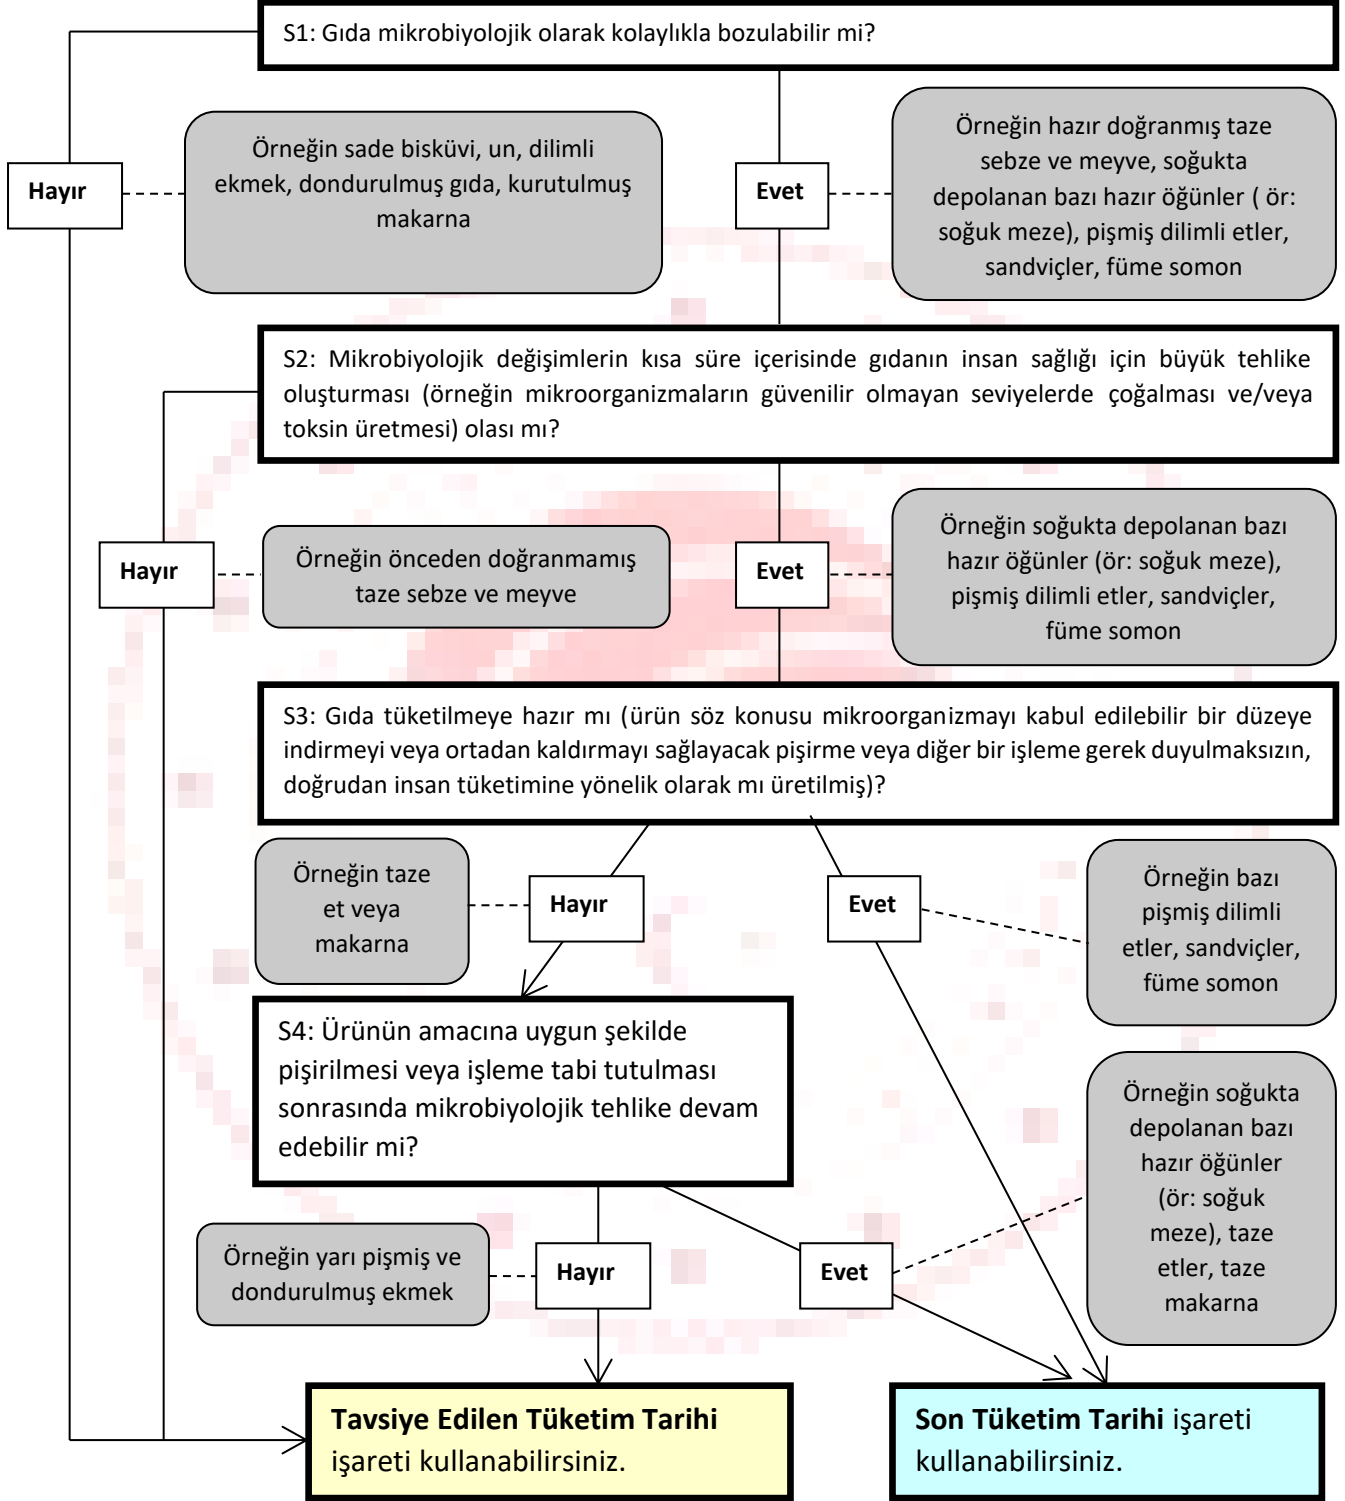 S1: Gıda mikrobiyolojik olarak kolaylıkla bozulabilir mi?
Hayır
Örneğin sade bisküvi, un, dilimli
ekmek, dondurulmuş gıda, kurutulmuş
makarna
Evet
Örneğin hazır doğranmış taze
sebze ve meyve, soğukta
depolanan bazı hazır öğünler ( ör:
soğuk meze), pişmiş dilimli etler,
sandviçler, füme somon
S2: Mikrobiyolojik değişimlerin kısa süre içerisinde gıdanın insan sağlığı için büyük tehlike
oluşturması (örneğin mikroorganizmaların güvenilir olmayan seviyelerde çoğalması ve/veya
toksin üretmesi) olası mı?
Hayır
Örneğin önceden doğranmamış
taze sebze ve meyve
Evet
Örneğin soğukta depolanan bazı
hazır öğünler (ör: soğuk meze),
pişmiş dilimli etler, sandviçler,
füme somon
S3: Gıda tüketilmeye hazır mı (ürün söz konusu mikroorganizmayı kabul edilebilir bir düzeye
indirmeyi veya ortadan kaldırmayı sağlayacak pişirme veya diğer bir işleme gerek duyulmaksızın,
doğrudan insan tüketimine yönelik olarak mı üretilmiş)?
Örneğin taze
et veya
makarna
Hayır
Evet
Örneğin bazı
pişmiş dilimli
etler, sandviçler,
füme somon
S4: Ürünün amacına uygun şekilde
pişirilmesi veya işleme tabi tutulması
sonrasında mikrobiyolojik tehlike devam
edebilir mi?
Örneğin soğukta
depolanan bazı
hazır öğünler
(ör: soğuk
meze), taze
etler, taze
makarna
Örneğin yarı pişmiş ve
dondurulmuş ekmek
Hayır
Evet
Tavsiye Edilen Tüketim Tarihi
işareti kullanabilirsiniz.
Son Tüketim Tarihi işareti
kullanabilirsiniz.